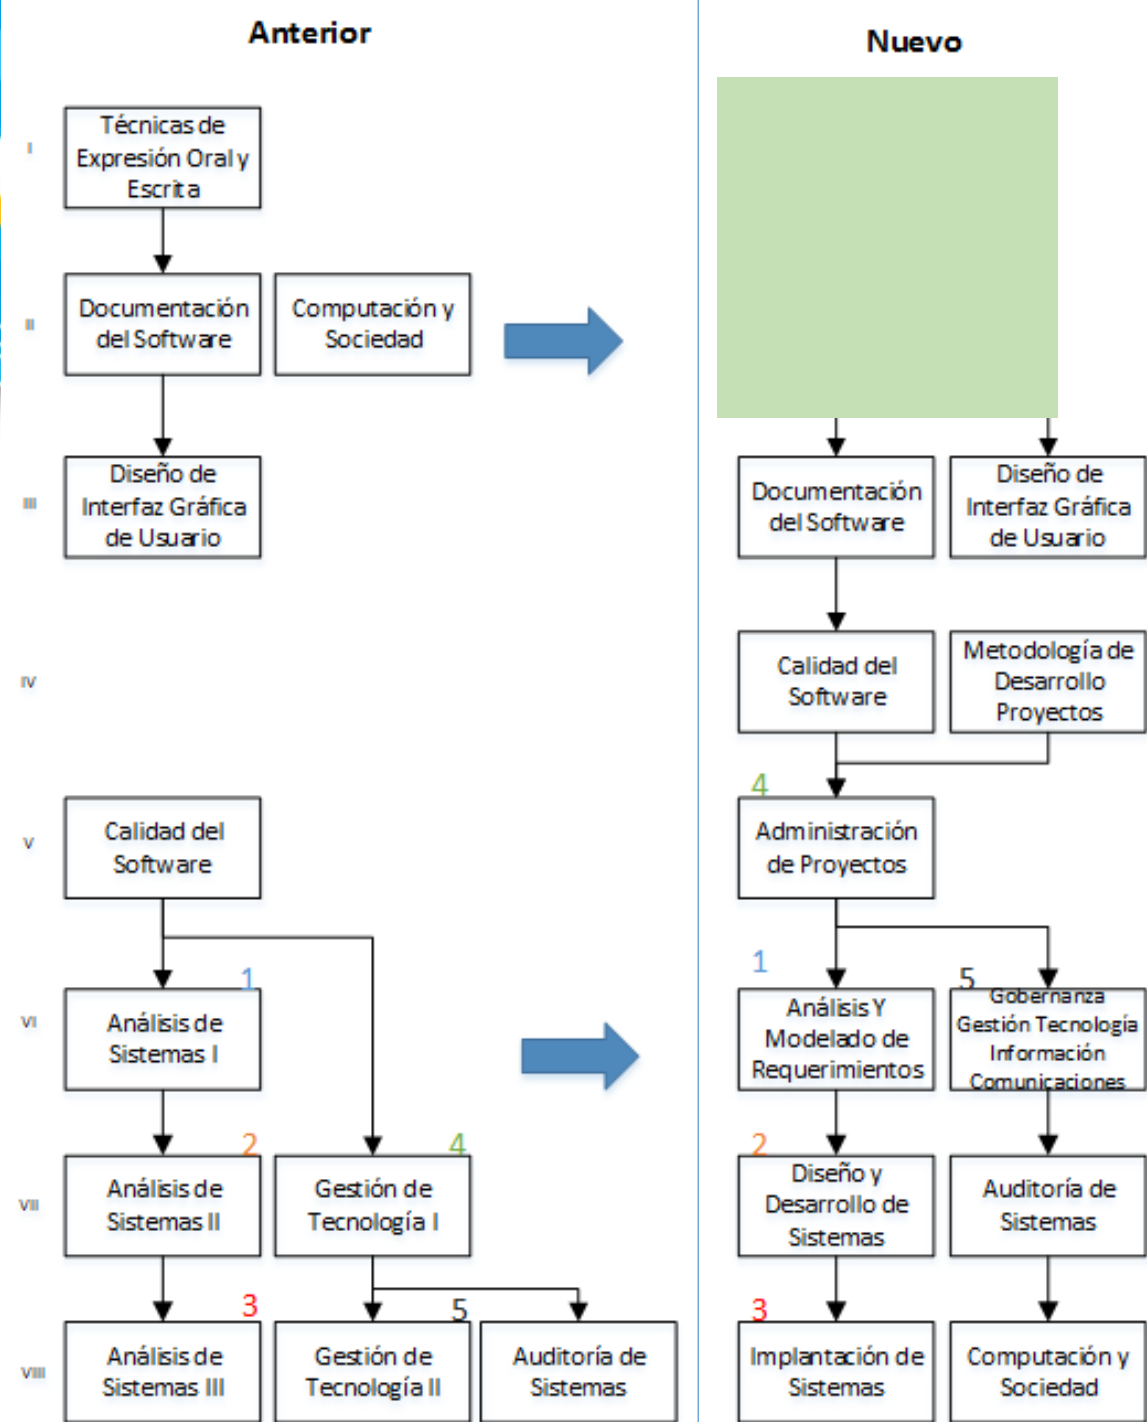 Anterior
Nuevo
I
Técnicas de
Expresión Oral y
Escrita
II
Documentación
del Software
Computación y
Sociedad
III
Diseño de
Interfaz Gráfica
de Usuario
Documentación
del Software
Diseño de
Interfaz Gráfica
de Usuario
IV
Calidad del
Software
Metodología de
Desarrollo
Proyectos
V
Calidad del
Software
4
Administración
de Proyectos
VI
1
Análisis de
Sistemas I
1
Análisis Y
Modelado de
Requerimientos
5
Gobernanza
Gestión Tecnología
Información
Comunicaciones
VII
2
Análisis de
Sistemas II
4
Gestión de
Tecnología I
2
Diseño y
Desarrollo de
Sistemas
Auditoría de
Sistemas
VIII
3
Análisis de
Sistemas III
5
Gestión de
Tecnología II
Auditoría de
Sistemas
3
Implantación de
Sistemas
Computación y
Sociedad